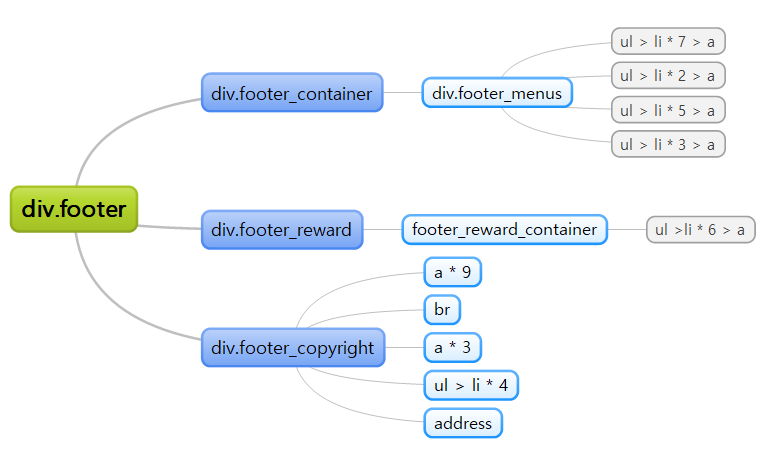 div.footer
div.footer_container
div.footer_menus
ul > li * 7 > a
ul > li * 2 > a
ul > li * 5 > a
ul > li * 3 > a
div.footer_reward
footer_reward_container
ul >li * 6 > a
div.footer_copyright
a * 9
br
a * 3
ul > li * 4
address